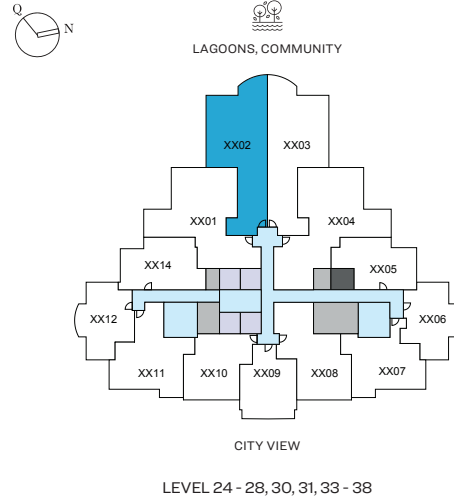 Q
N
LAGOONS, COMMUNITY
XX02
XX03
XX01
XX04
XX14
XX05
XX12
XX06
XX11
XX10
XX09
XX08
XX07
CITY VIEW
LEVEL 24 - 28, 30, 31, 33 - 38